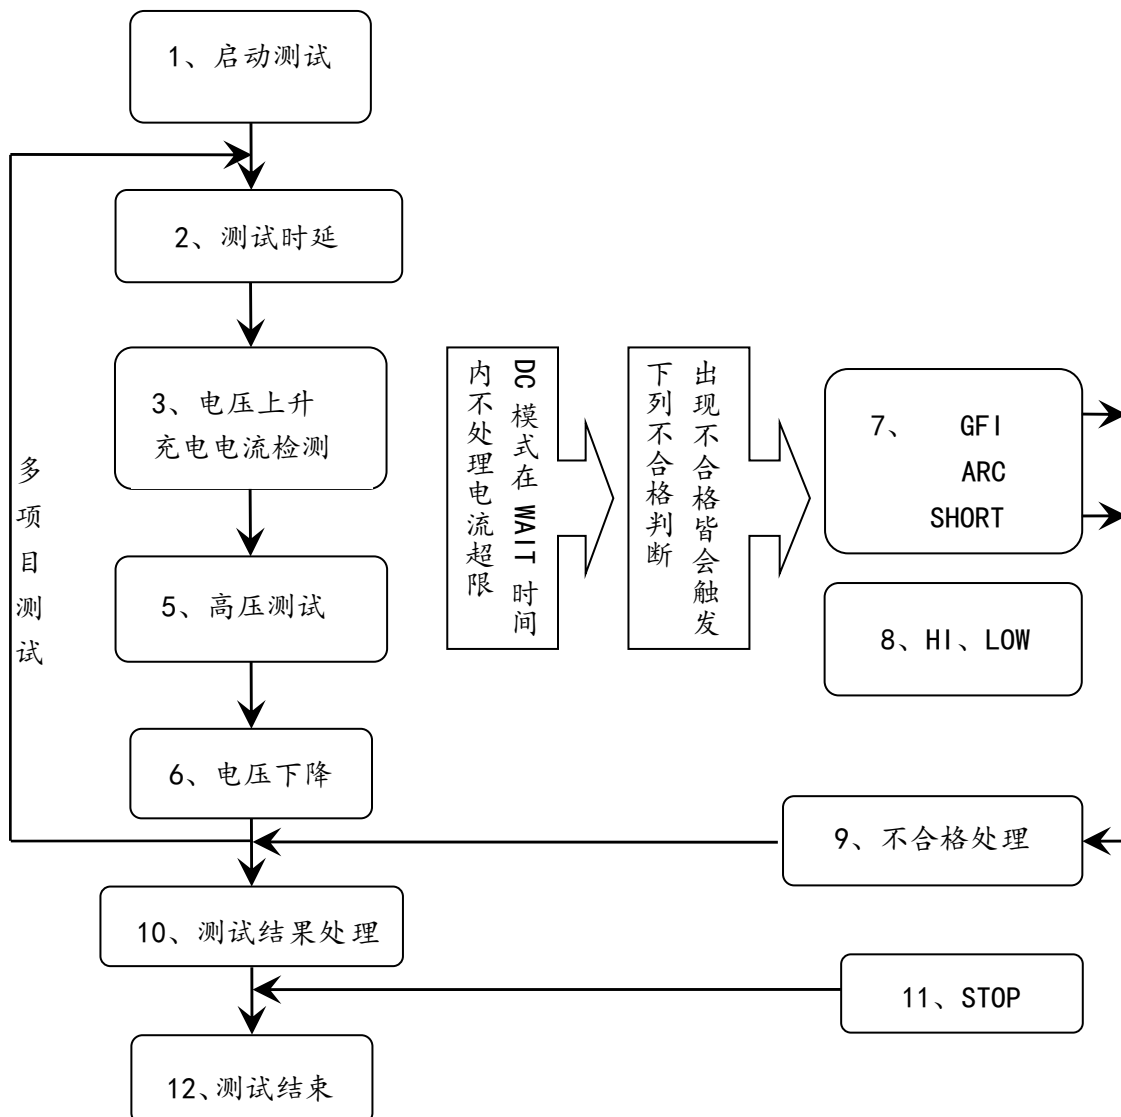 1、启动测试
2、测试时延
3、电压上升
充电电流检测
5、高压测试
6、电压下降
多项目测试
DC 模式在 WAIT 时间
内不处理电流超限
出现不合格皆会触发
下列不合格判断
7、 GFI
ARC
SHORT
8、HI、LOW
9、不合格处理
10、测试结果处理
11、STOP
12、测试结束